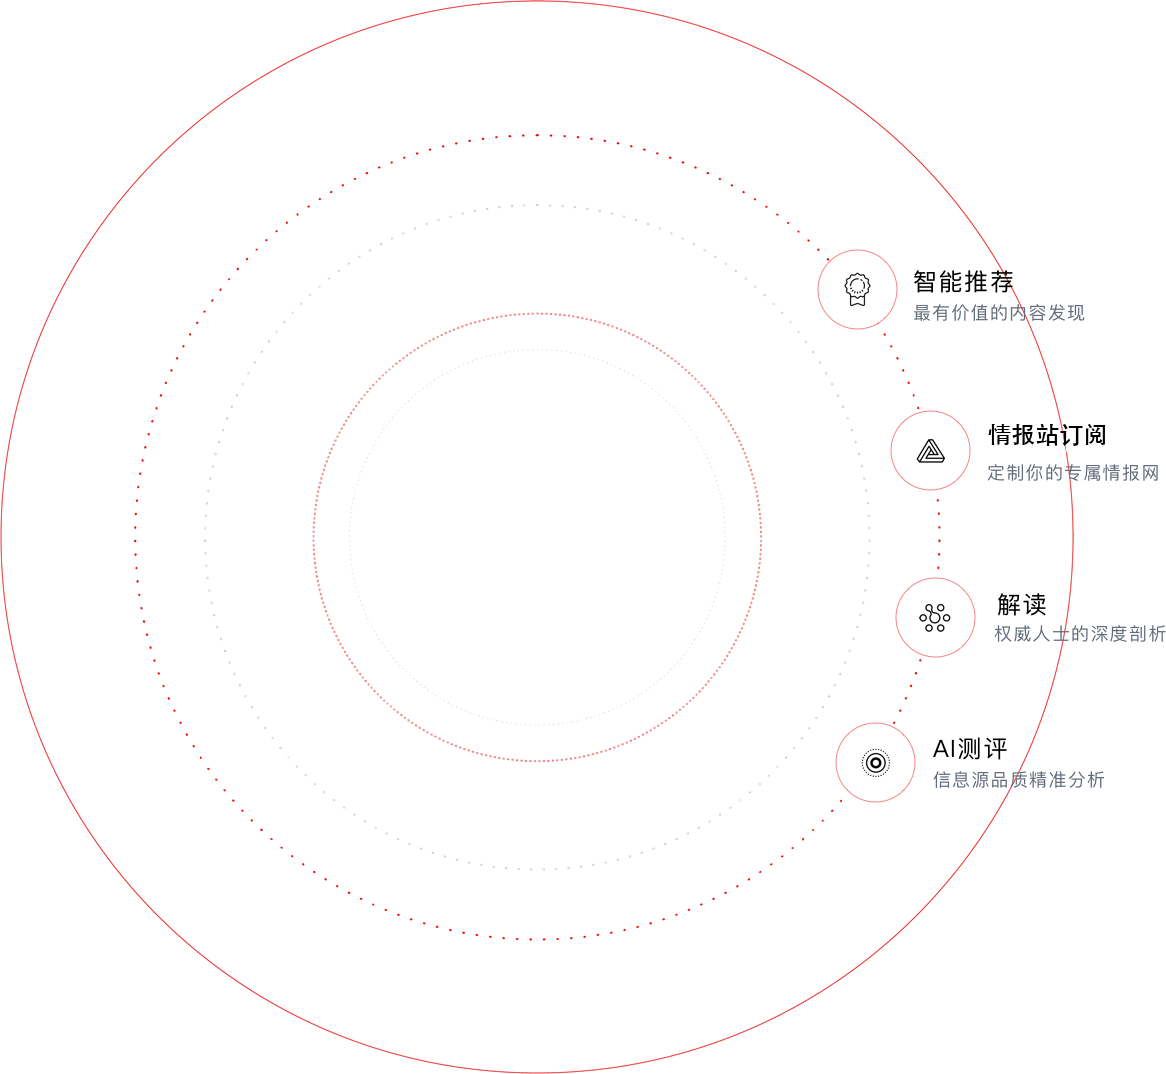 智能推荐
最有价值的内容发现
情报站订阅
定制你的专属情报网
解读
权威人士的深度剖析
AI测评
信息源品质精准分析